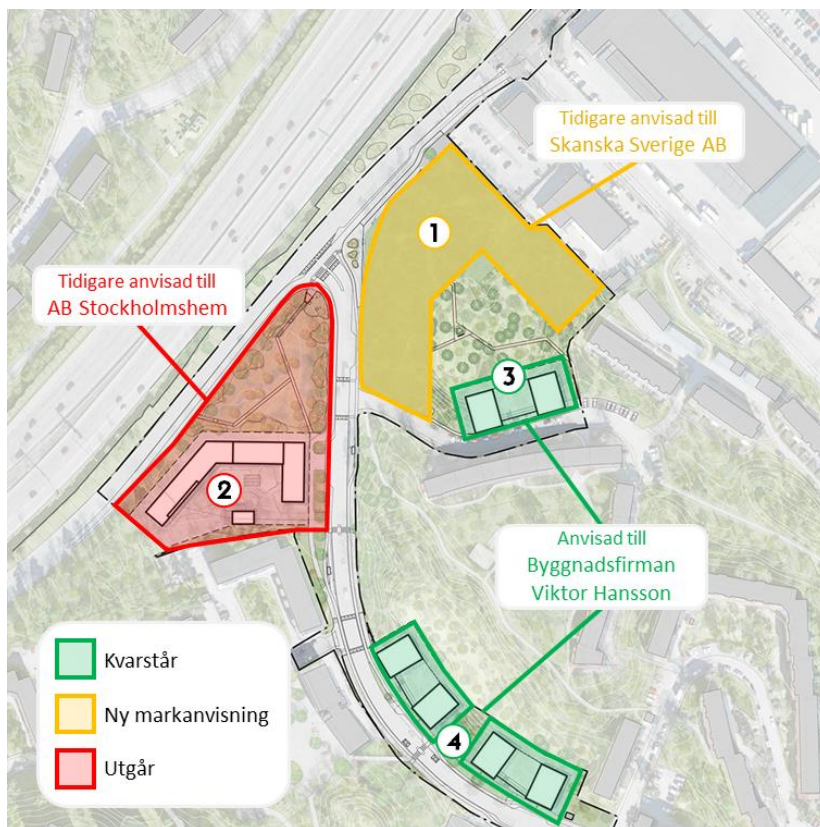 Tidigare anvisad till
Skanska Sverige AB
1
Tidigare anvisad till
AB Stockholmshem
3
2
Anvisad till
Byggnadsfirman
Viktor Hansson
4
Kvarstår
Ny markanvisning
Utgår